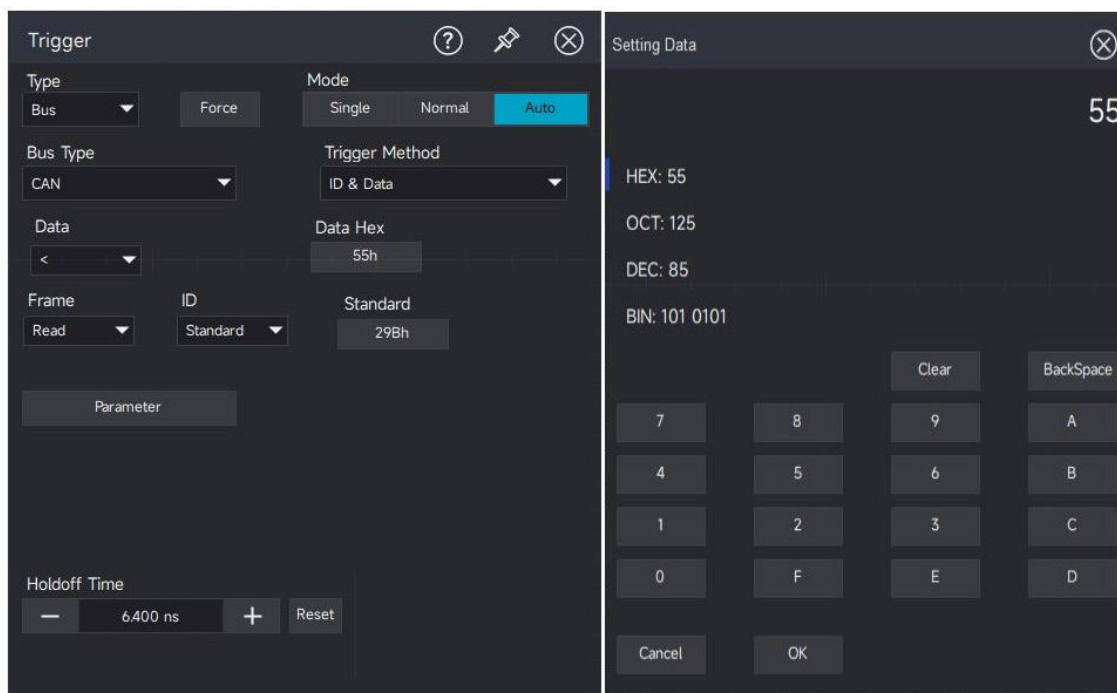 Trigger
?
Type
Mode
Bus
Force
Single
Normal
Auto
Bus Type
Trigger Method
CAN
ID & Data
Data
Data Hex
<
55h
Frame
ID
Standard
Read
Standard
29Bh
Parameter
Holdoff Time
—
6.400 ns
+
Reset
Setting Data
55
HEX: 55
OCT: 125
DEC: 85
BIN: 101 0101
Clear
BackSpace
7
8
9
A
4
5
6
B
1
2
3
C
0
F
E
D
Cancel
OK